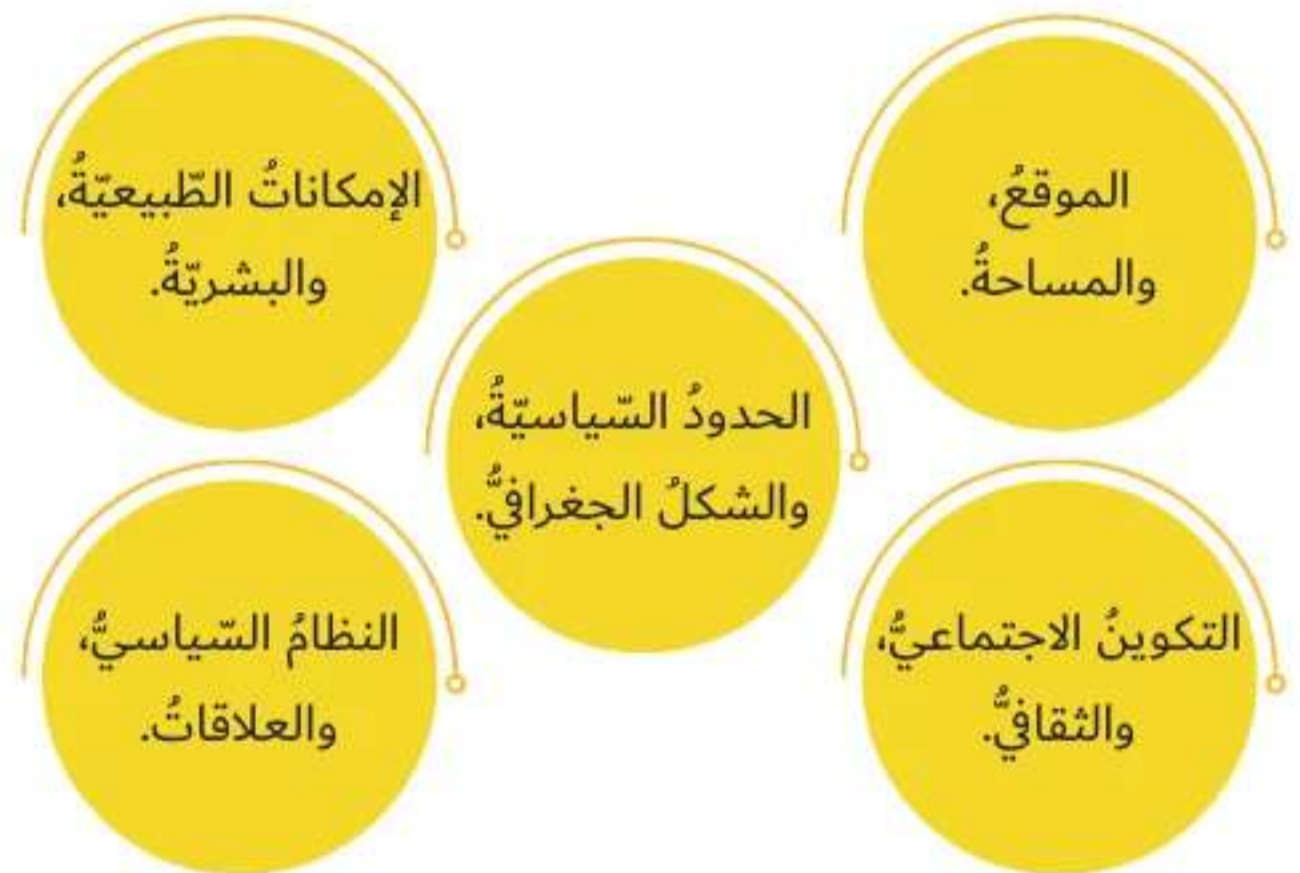 الموقعُ،
والمساحةُ.
الإمكاناتُ الطّبيعيّةُ،
والبشريّةُ.
الحدودُ السّياسيّةُ،
والشكلُ الجغرافيُّ.
التكوينُ الاجتماعيُّ،
والثقافيُّ.
النظامُ السّياسيُّ،
والعلاقاتُ.